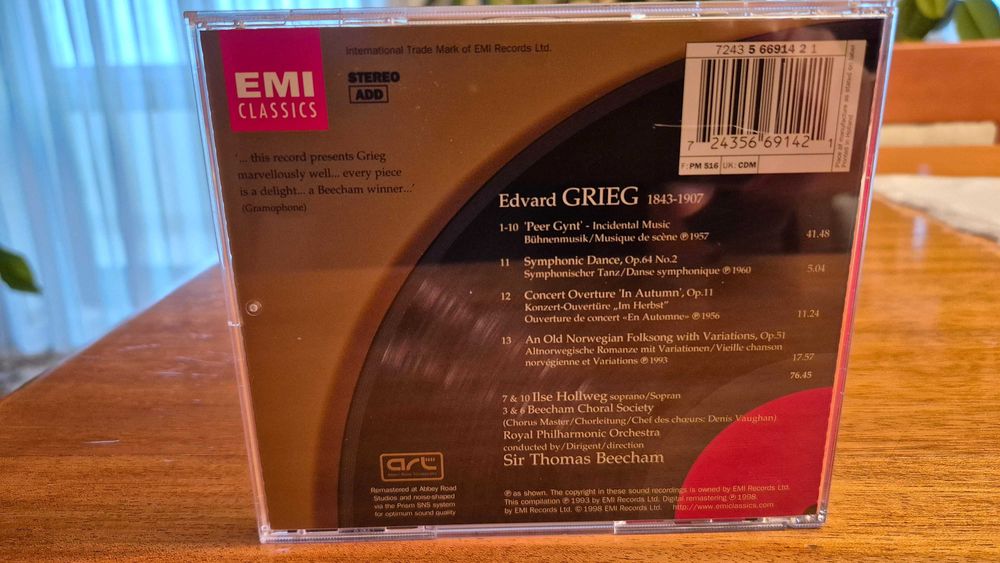 EMI
CLASSICS
International Trade Mark of EMI Records Ltd.
STEREO
ADD
7243 5 66914 2 1
7 24356 69142 1
F: PM 516 UK: CDM
Printed in Holland
'... this record presents Grieg
marvellously well... every piece
is a delight... a Beecham winner...'
(Gramophone)
Edvard GRIEG 1843-1907
1-10 'Peer Gynt' - Incidental Music
Bühnenmusik/Musique de scène ℗1957 41.48
11 Symphonic Dance, Op.64 No.2
Symphonischer Tanz/Danse symphonique ℗1960 5.04
12 Concert Overture 'In Autumn', Op.11
Konzert-Ouvertüre „Im Herbst"
Ouverture de concert «En Automne» ℗1956 11.24
13 An Old Norwegian Folksong with Variations, Op.51
Altnorwegische Romanze mit Variationen/Vieille chanson
norvégienne et Variations ℗1993 17.57
76.45
7 & 10 Ilse Hollweg soprano/Sopran
3 & 6 Beecham Choral Society
(Chorus Master/Chorleitung/Chef des chœurs: Denis Vaughan)
Royal Philharmonic Orchestra
conducted by/Dirigent/direction
Sir Thomas Beecham
art
Remastered at Abbey Road
Studios and noise-shaped
via the Prism SNS system
for optimum sound quality
℗ as shown. The copyright in these sound recordings is owned by EMI Records Ltd.
This compilation ℗ 1993 by EMI Records Ltd. Digital remastering ℗ 1998
by EMI Records Ltd. © 1998 EMI Records Ltd. http://www.emiclassics.com